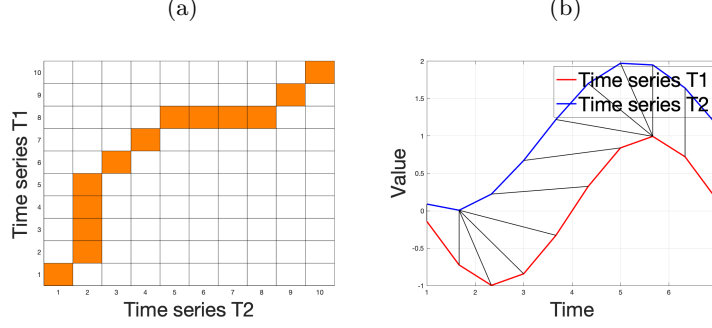 (a)
(b)
Time series T1
10
9
8
7
6
5
4
3
2
1
1 2 3 4 5 6 7 8 9 10
Time series T2
Value
2
1
0.5
0
-0.5
-1
1 2 3 4 5 6
Time
Time series T1
Time series T2